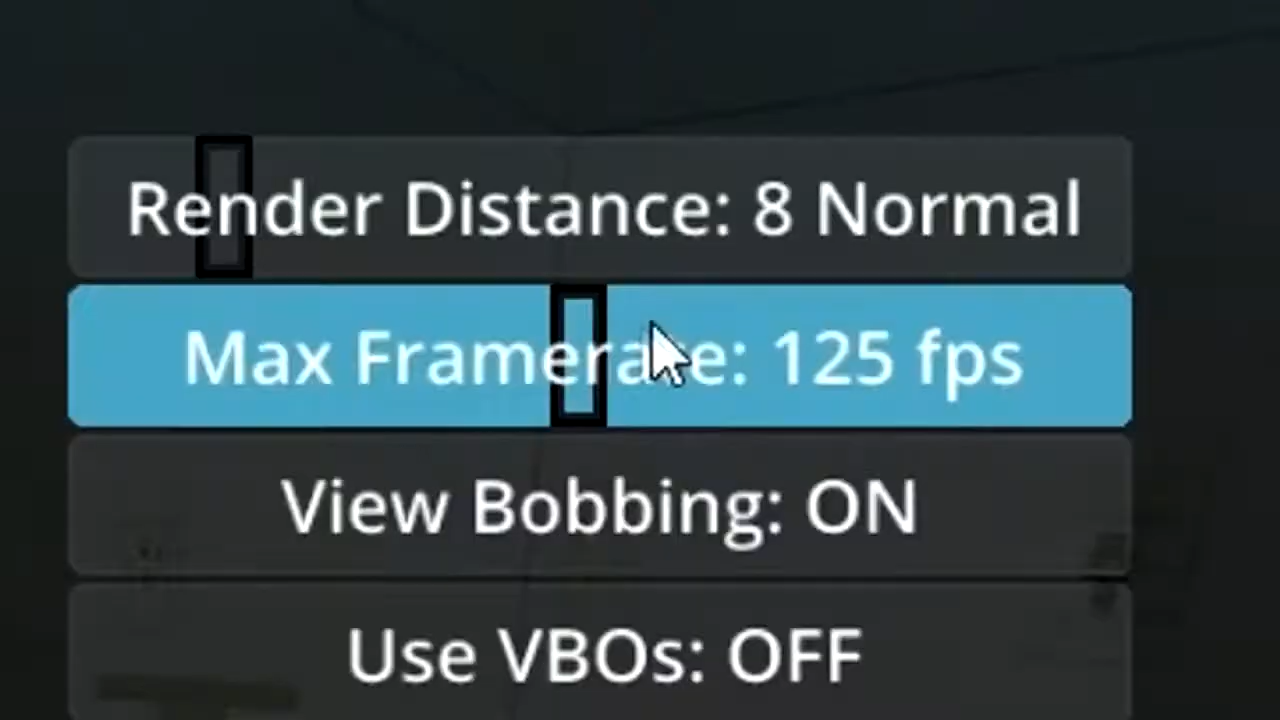 Render Distance: 8 Normal
Max Framerate: 125 fps
View Bobbing: ON
Use VBOs: OFF